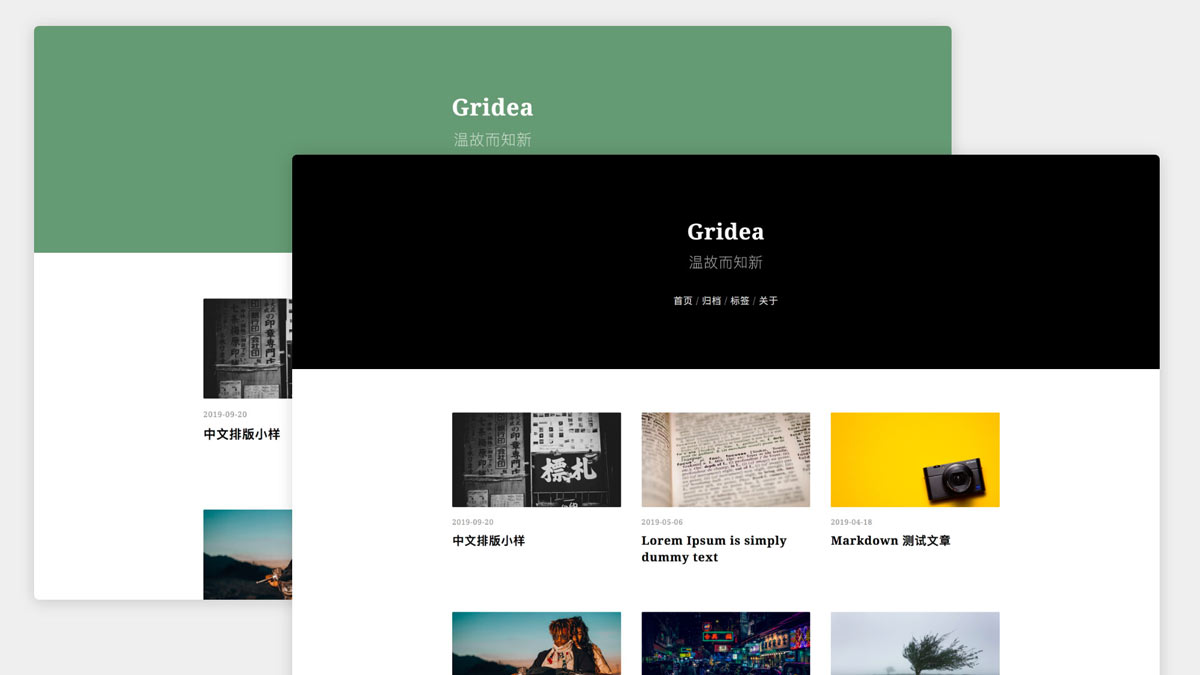 Gridea
温故而知新
2019-09-20
中文排版小样
Gridea
温故而知新
首页 / 归档 / 标签 / 关于
標札
2019-09-20
中文排版小样
2019-05-06
Lorem Ipsum is simply
dummy text
2019-04-18
Markdown 测试文章